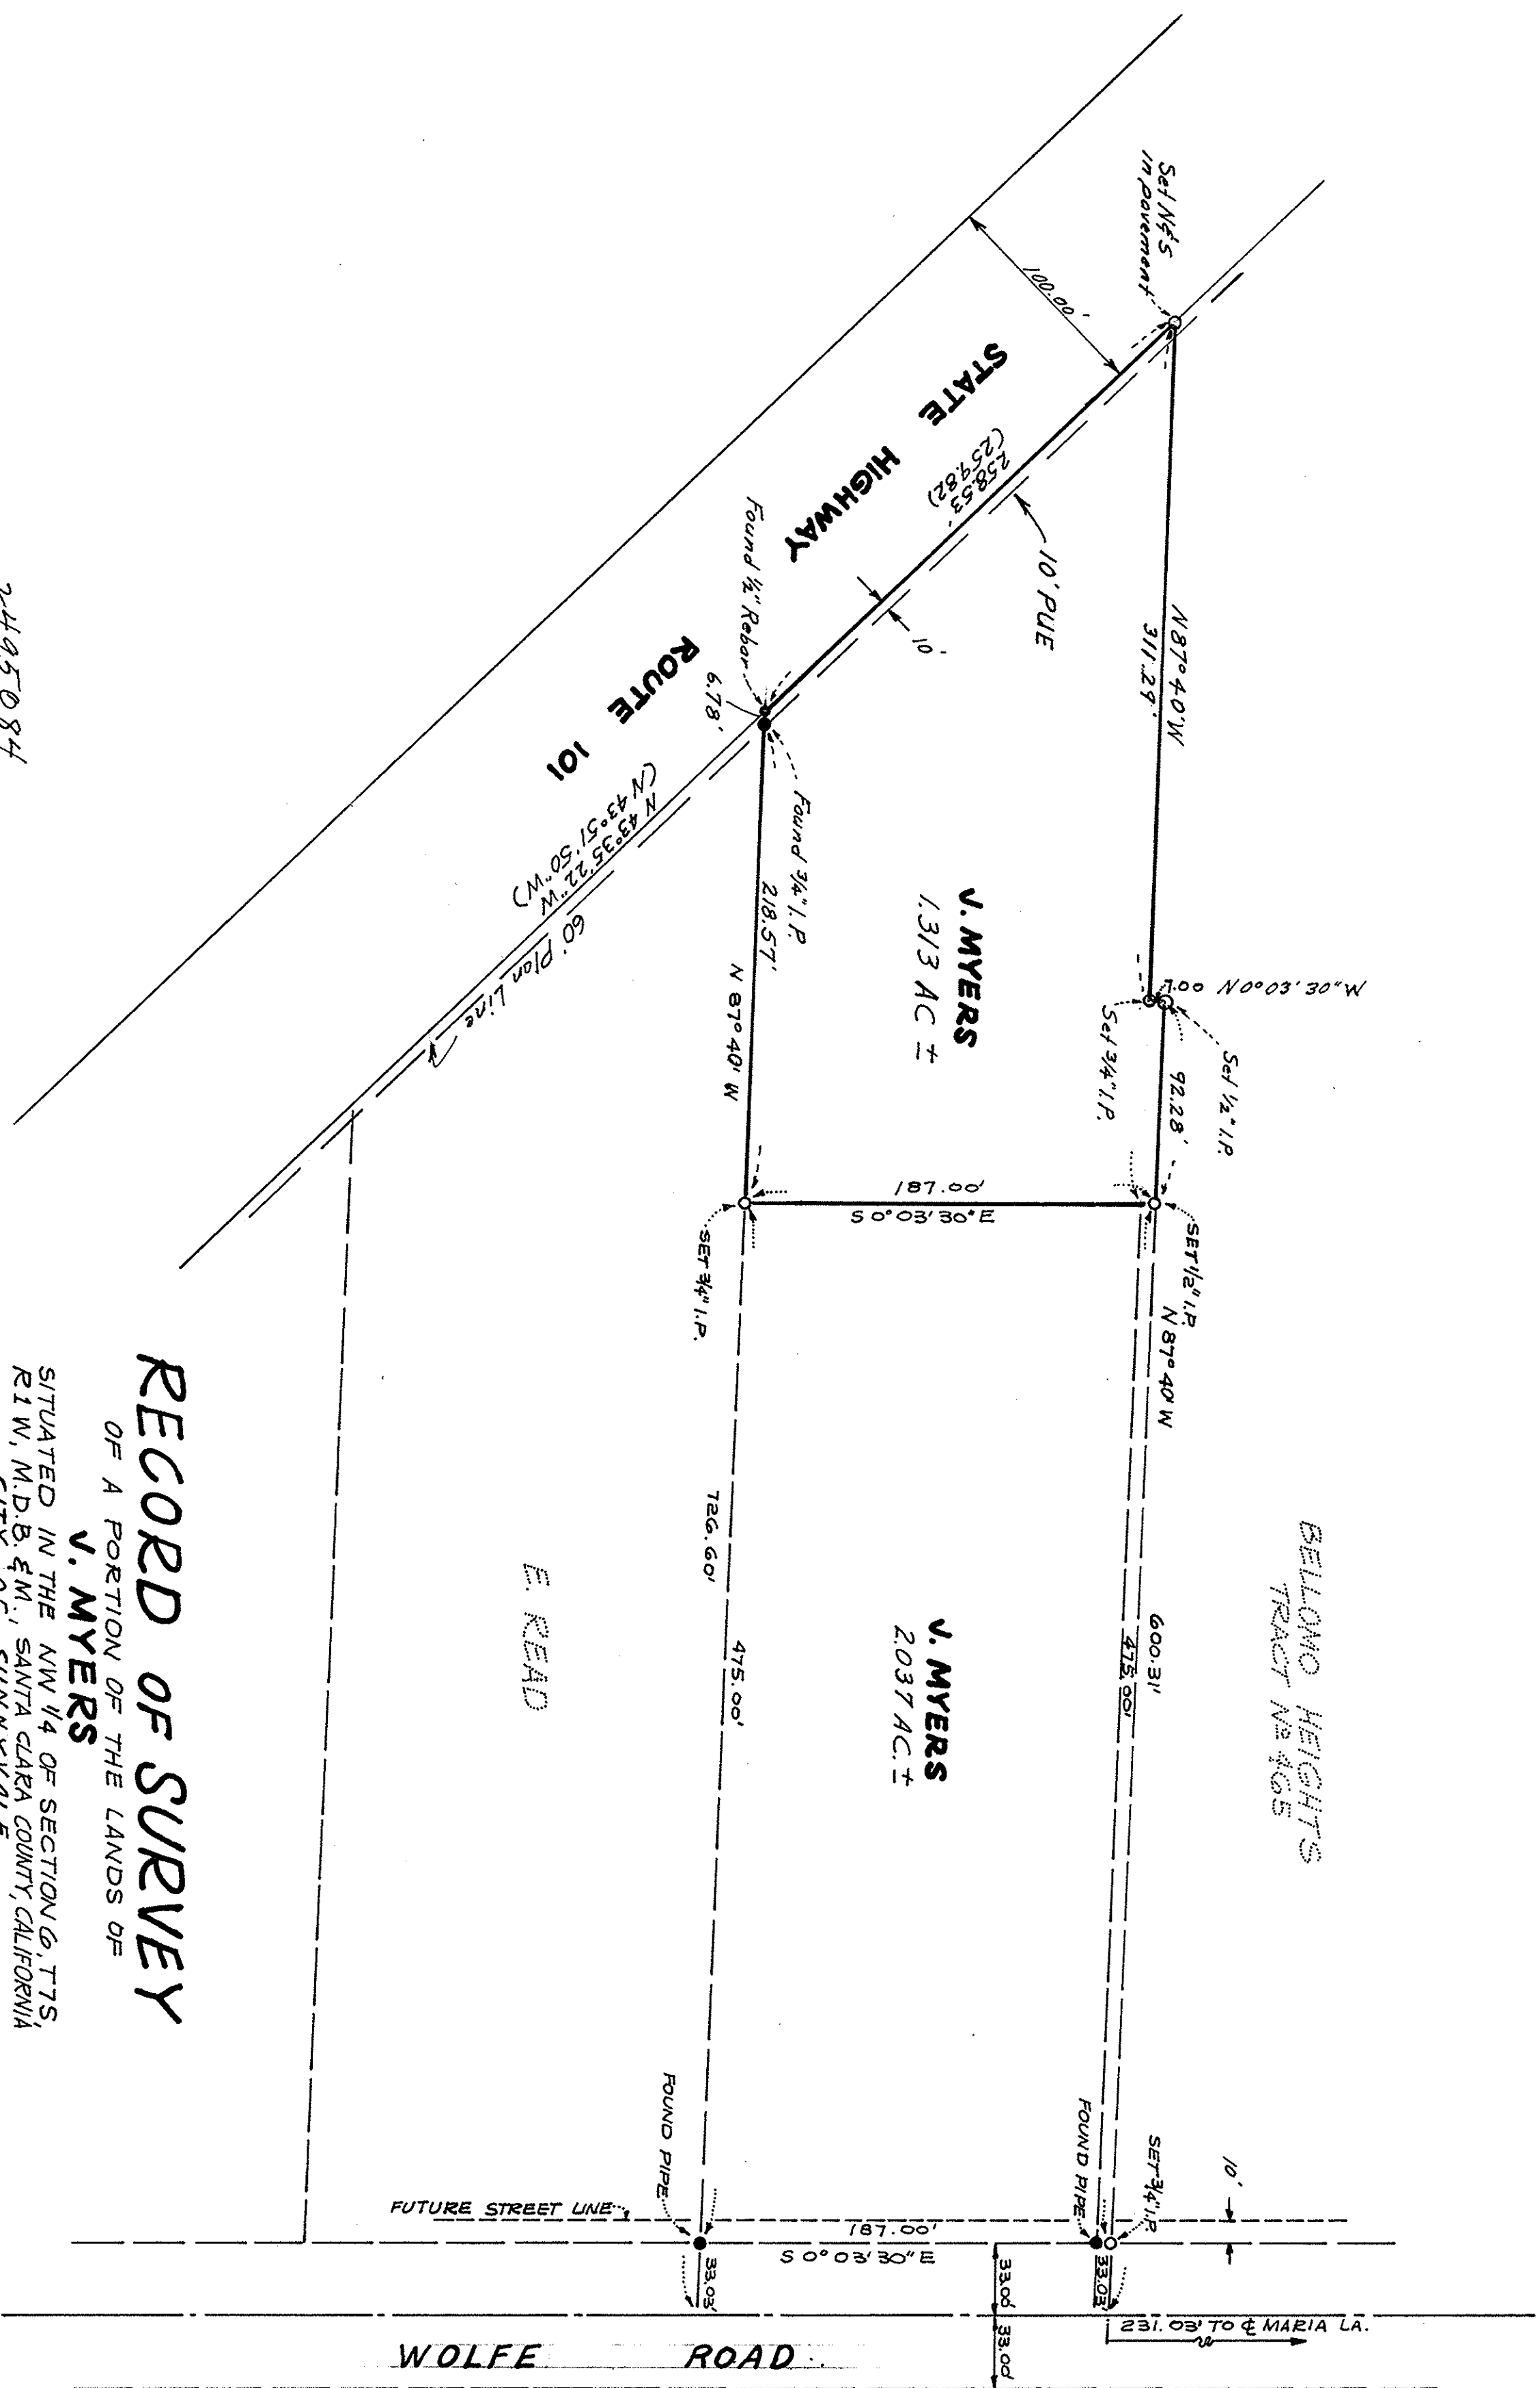 Set N&S
in pavement
100.00'
STATE HIGHWAY
ROUTE 101
258.53'
(259.82)
10' PUE
10'
N 87° 40' W
311.29'
Found 1/2" Rebar
6.78'
Found 3/4" I.P.
218.57'
N 87° 40' W
N 43° 35' 22" W
(N 43° 51' 50" W)
60' Plan Line
V. MYERS
1.313 AC ±
7.00 N 0° 03' 30" W
Set 3/4" I.P.
Set 1/2" I.P.
92.28'
187.00'
S 0° 03' 30" E
SET 3/4" I.P.
SET 1/2" I.P.
N 87° 40' W
2495084
BELLOMO HEIGHTS
TRACT Nº 465
600.31'
475.00'
V. MYERS
2.037 AC. ±
726.60'
475.00'
E. READ
RECORD OF SURVEY
OF A PORTION OF THE LANDS OF
V. MYERS
SITUATED IN THE NW 1/4 OF SECTION 6, T7S,
R1W, M.D.B. & M., SANTA CLARA COUNTY, CALIFORNIA
CITY OF SUNNYVALE
FOUND PIPE
FOUND PIPE
SET 3/4" I.P.
10'
FUTURE STREET LINE
187.00'
S 0° 03' 30" E
33.03'
33.00'
33.03'
33.00'
231.03' TO ℄ MARIA LA.
WOLFE ROAD